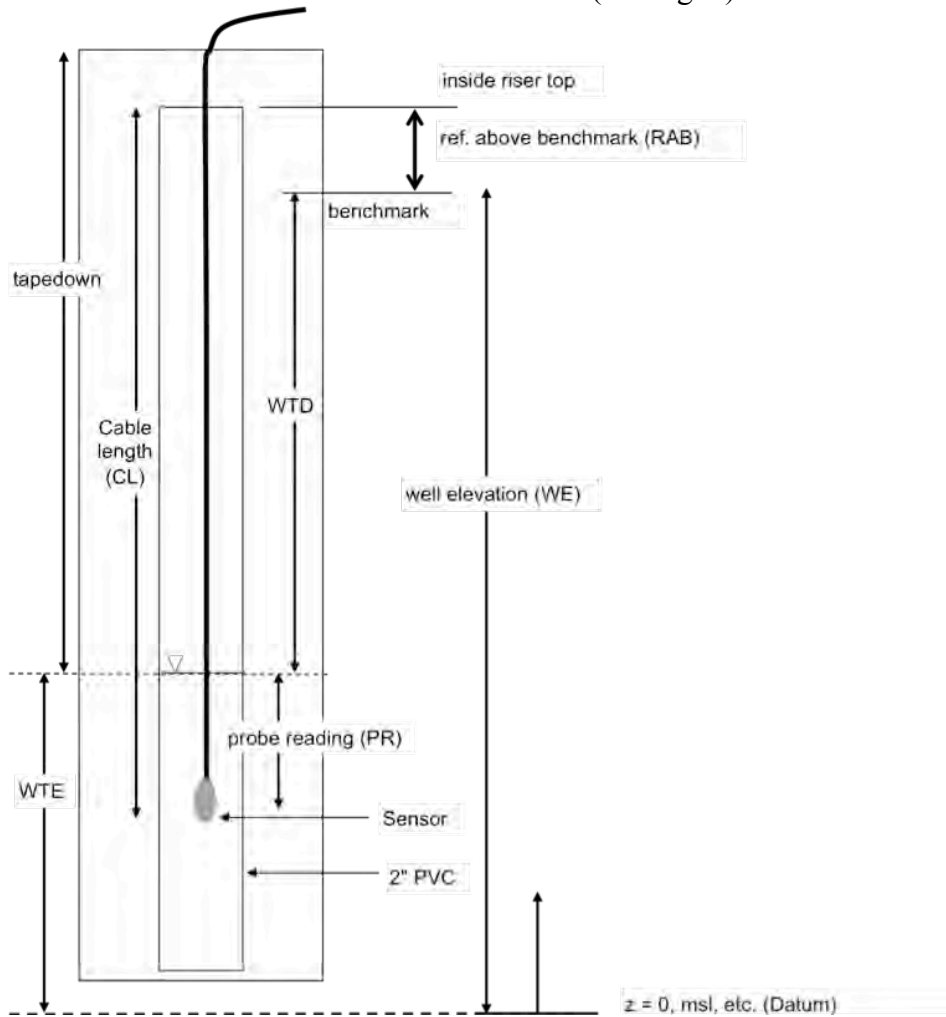 inside riser top
ref. above benchmark (RAB)
benchmark
tapedown
WTD
Cable
length
(CL)
well elevation (WE)
probe reading (PR)
WTE
Sensor
2" PVC
z = 0, msl, etc. (Datum)